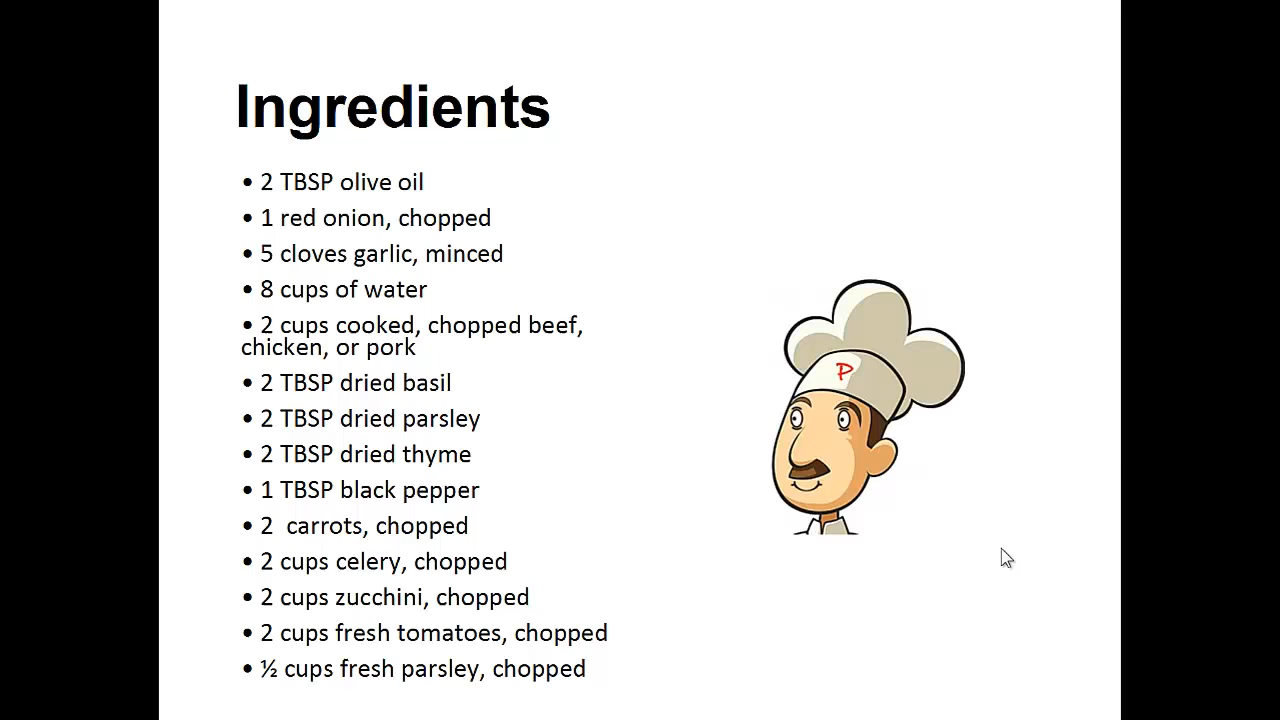 Ingredients
• 2 TBSP olive oil
• 1 red onion, chopped
• 5 cloves garlic, minced
• 8 cups of water
• 2 cups cooked, chopped beef,
chicken, or pork
• 2 TBSP dried basil
• 2 TBSP dried parsley
• 2 TBSP dried thyme
• 1 TBSP black pepper
• 2  carrots, chopped
• 2 cups celery, chopped
• 2 cups zucchini, chopped
• 2 cups fresh tomatoes, chopped
• ½ cups fresh parsley, chopped
P